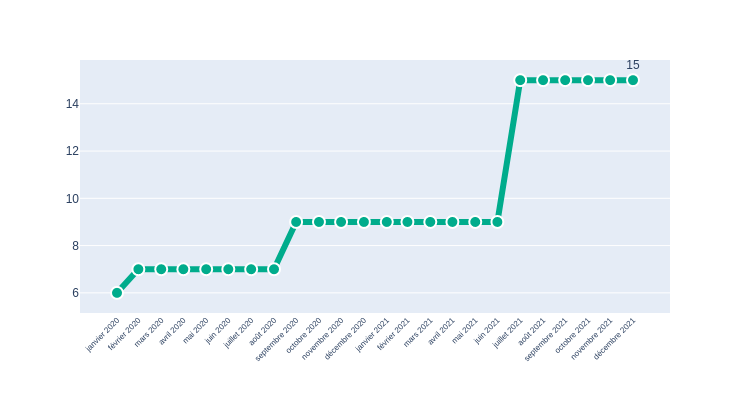 15
14
12
10
8
6
janvier 2020
février 2020
mars 2020
avril 2020
mai 2020
juin 2020
juillet 2020
août 2020
septembre 2020
octobre 2020
novembre 2020
décembre 2020
janvier 2021
février 2021
mars 2021
avril 2021
mai 2021
juin 2021
juillet 2021
août 2021
septembre 2021
octobre 2021
novembre 2021
décembre 2021